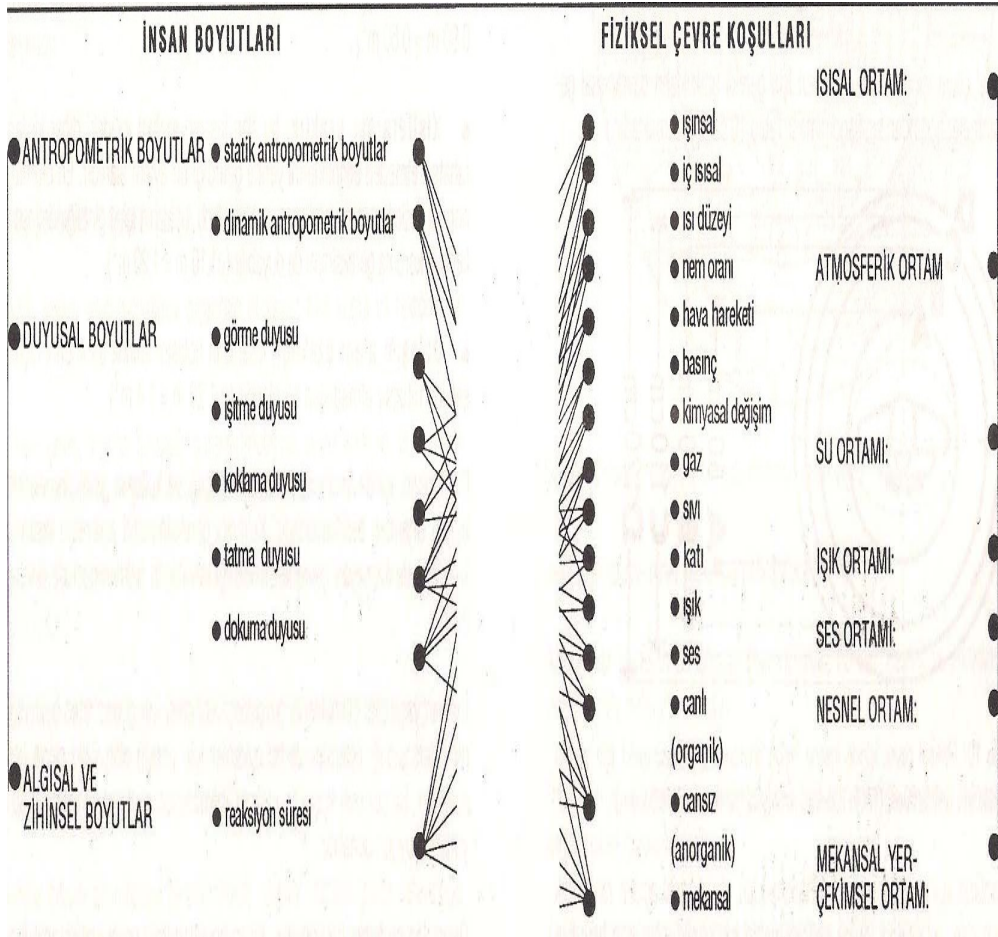 İNSAN BOYUTLARI
● ANTROPOMETRİK BOYUTLAR
● statik antropometrik boyutlar
● dinamik antropometrik boyutlar
● DUYUSAL BOYUTLAR
● görme duyusu
● işitme duyusu
● koklama duyusu
● tatma duyusu
● dokuma duyusu
● ALGISAL VE
ZİHİNSEL BOYUTLAR
● reaksiyon süresi
FİZİKSEL ÇEVRE KOŞULLARI
● ışınsal
● iç ısısal
● ısı düzeyi
● nem oranı
● hava hareketi
● basınç
● kimyasal değişim
● gaz
● sıvı
● katı
● ışık
● ses
● canlı
(organik)
● cansız
(anorganik)
● mekansal
ISISAL ORTAM:
ATMOSFERİK ORTAM
SU ORTAMI:
IŞIK ORTAMI:
SES ORTAMI:
NESNEL ORTAM:
MEKANSAL YER-
ÇEKİMSEL ORTAM: